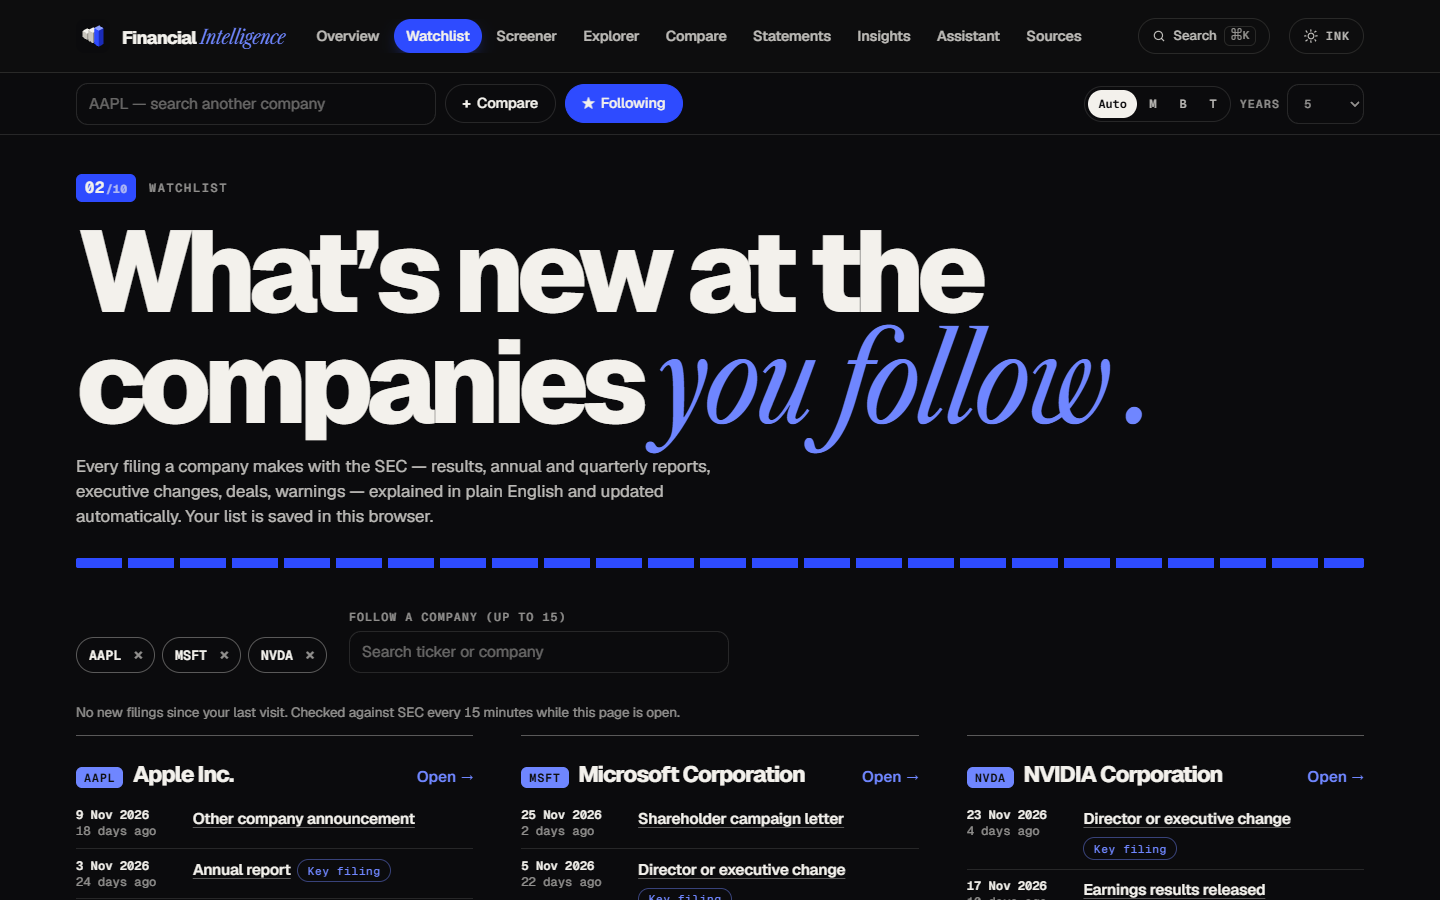 Financial Intelligence Overview Watchlist Screener Explorer Compare Statements Insights Assistant Sources Search ⌘K INK
AAPL — search another company + Compare ★ Following Auto M B T YEARS 5
02/10 WATCHLIST
What’s new at the
companies you follow.
Every filing a company makes with the SEC — results, annual and quarterly reports,
executive changes, deals, warnings — explained in plain English and updated
automatically. Your list is saved in this browser.
FOLLOW A COMPANY (UP TO 15)
AAPL × MSFT × NVDA × Search ticker or company
No new filings since your last visit. Checked against SEC every 15 minutes while this page is open.
AAPL Apple Inc. Open →
9 Nov 2026 Other company announcement
18 days ago
3 Nov 2026 Annual report Key filing
24 days ago
MSFT Microsoft Corporation Open →
25 Nov 2026 Shareholder campaign letter
2 days ago
5 Nov 2026 Director or executive change
22 days ago Key filing
NVDA NVIDIA Corporation Open →
23 Nov 2026 Director or executive change
4 days ago Key filing
17 Nov 2026 Earnings results released
days ago